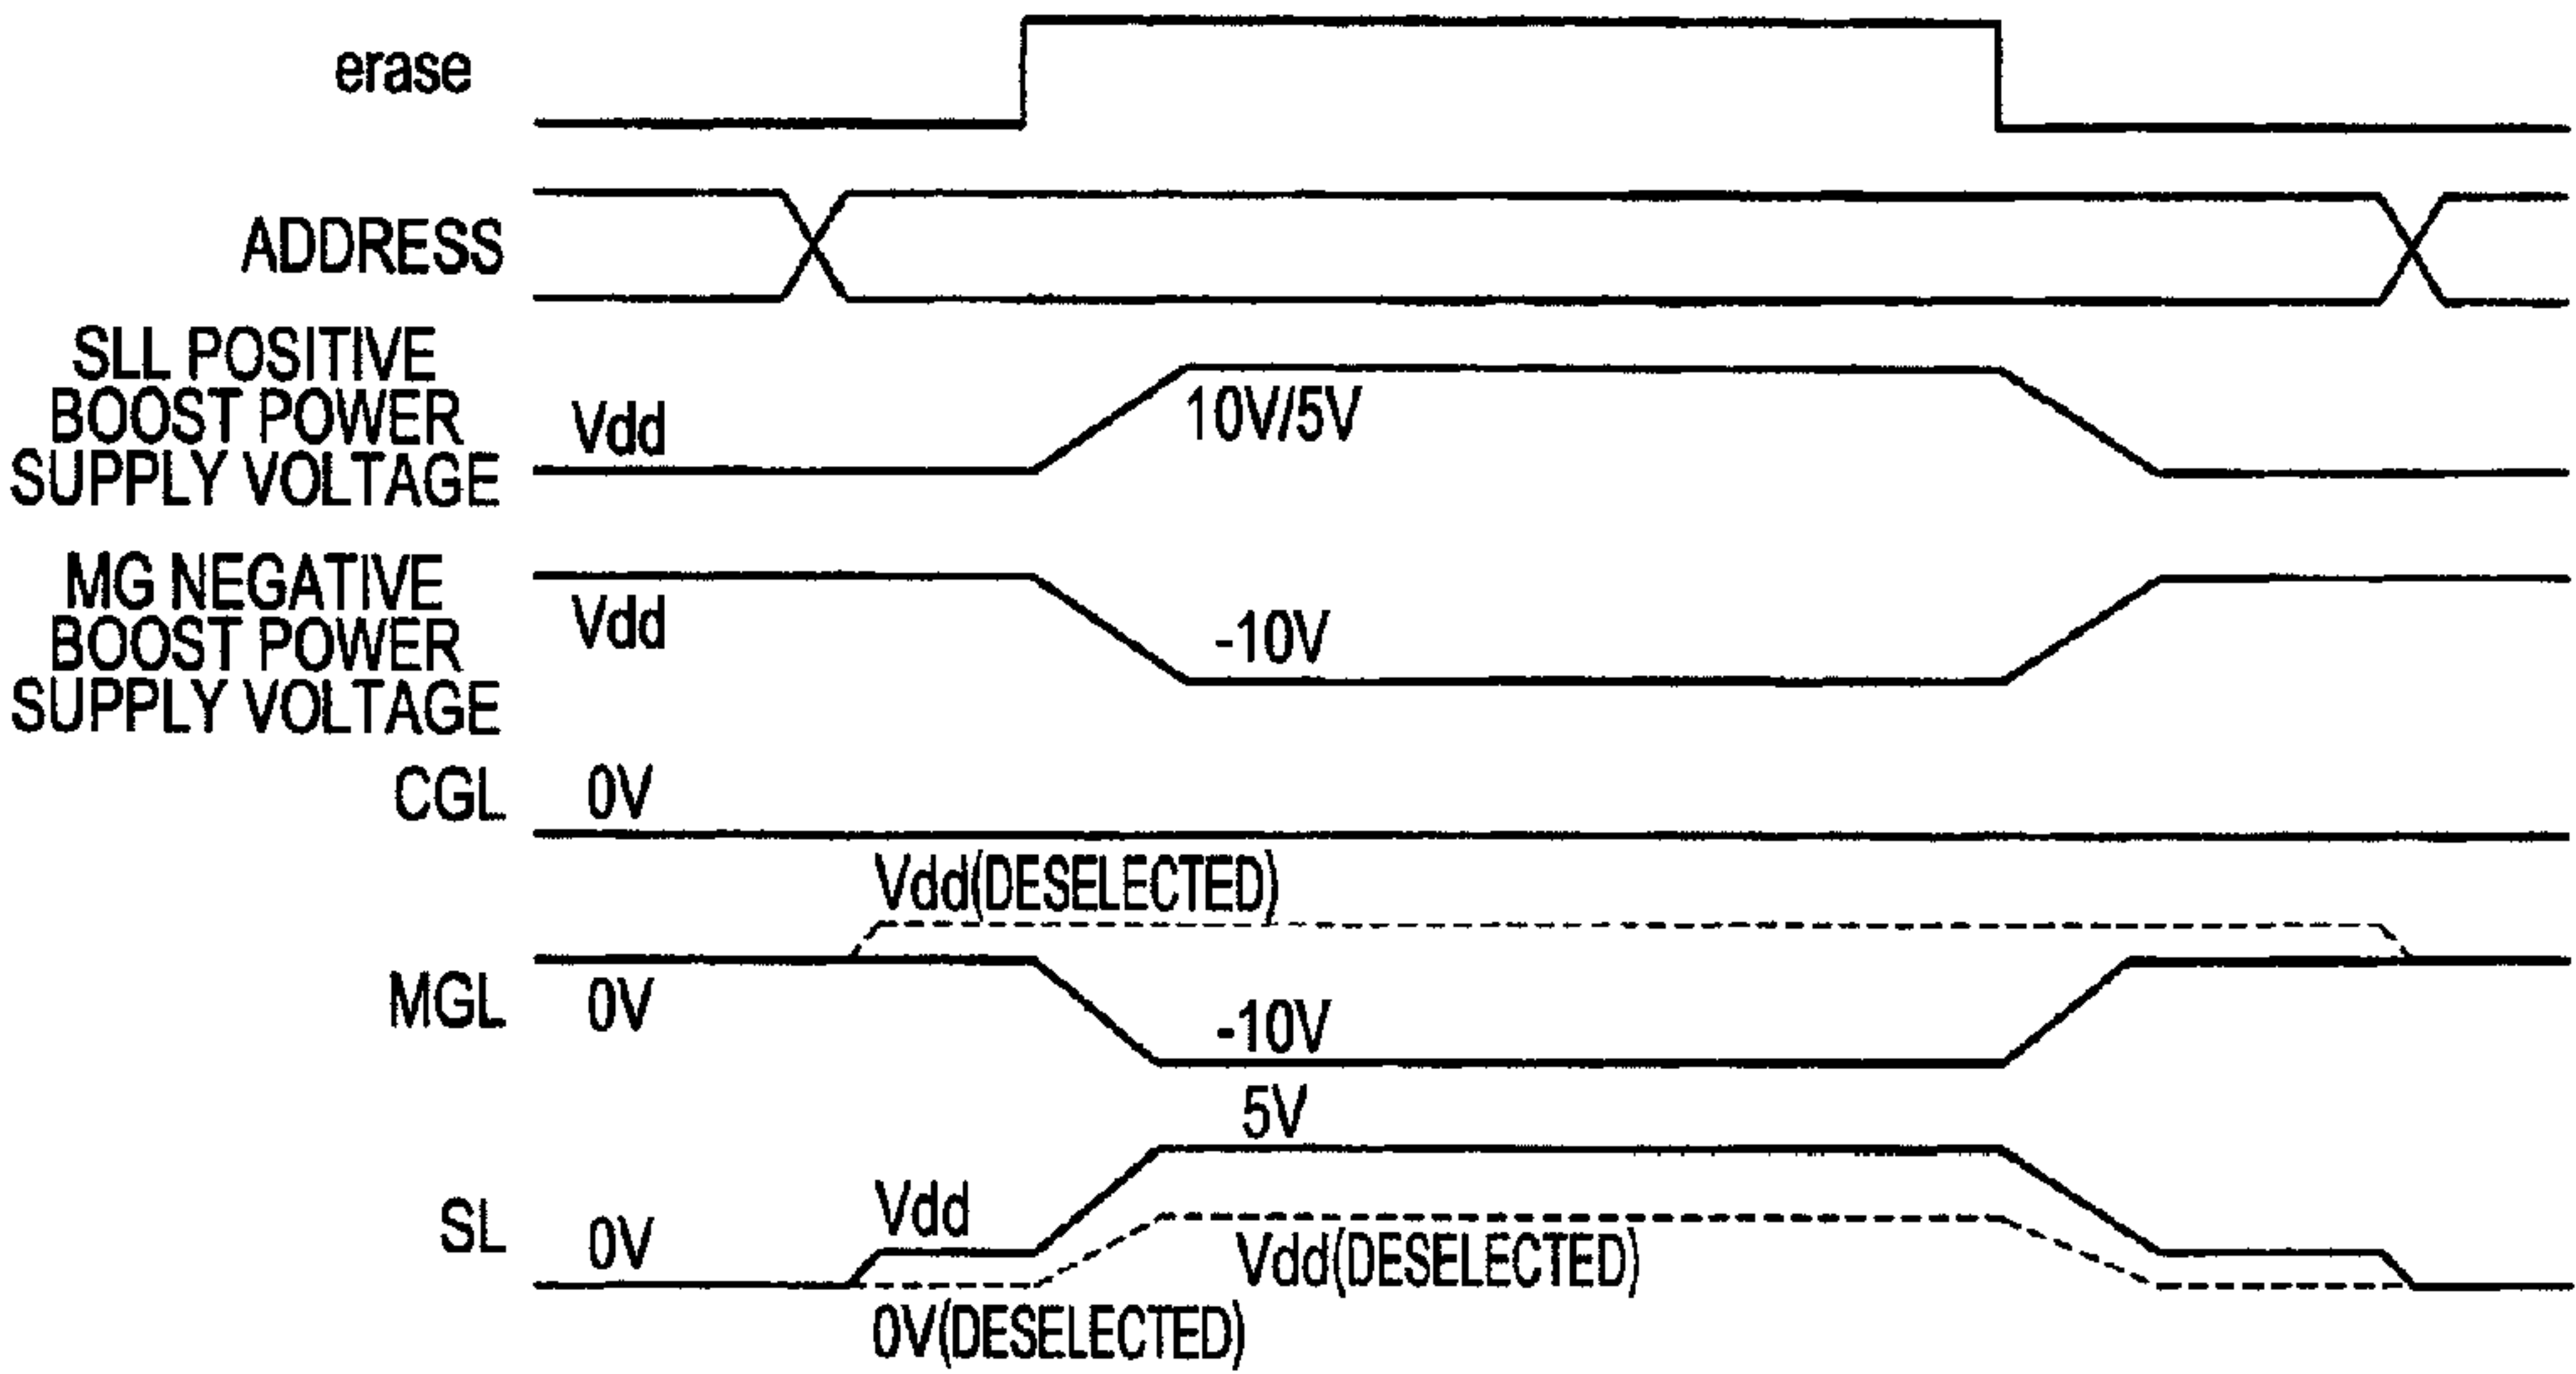 erase
ADDRESS
SLL POSITIVE
BOOST POWER
SUPPLY VOLTAGE
Vdd
10V/5V
MG NEGATIVE
BOOST POWER
SUPPLY VOLTAGE
Vdd
-10V
CGL
0V
Vdd(DESELECTED)
MGL
0V
-10V
5V
SL
0V
Vdd
Vdd(DESELECTED)
0V(DESELECTED)